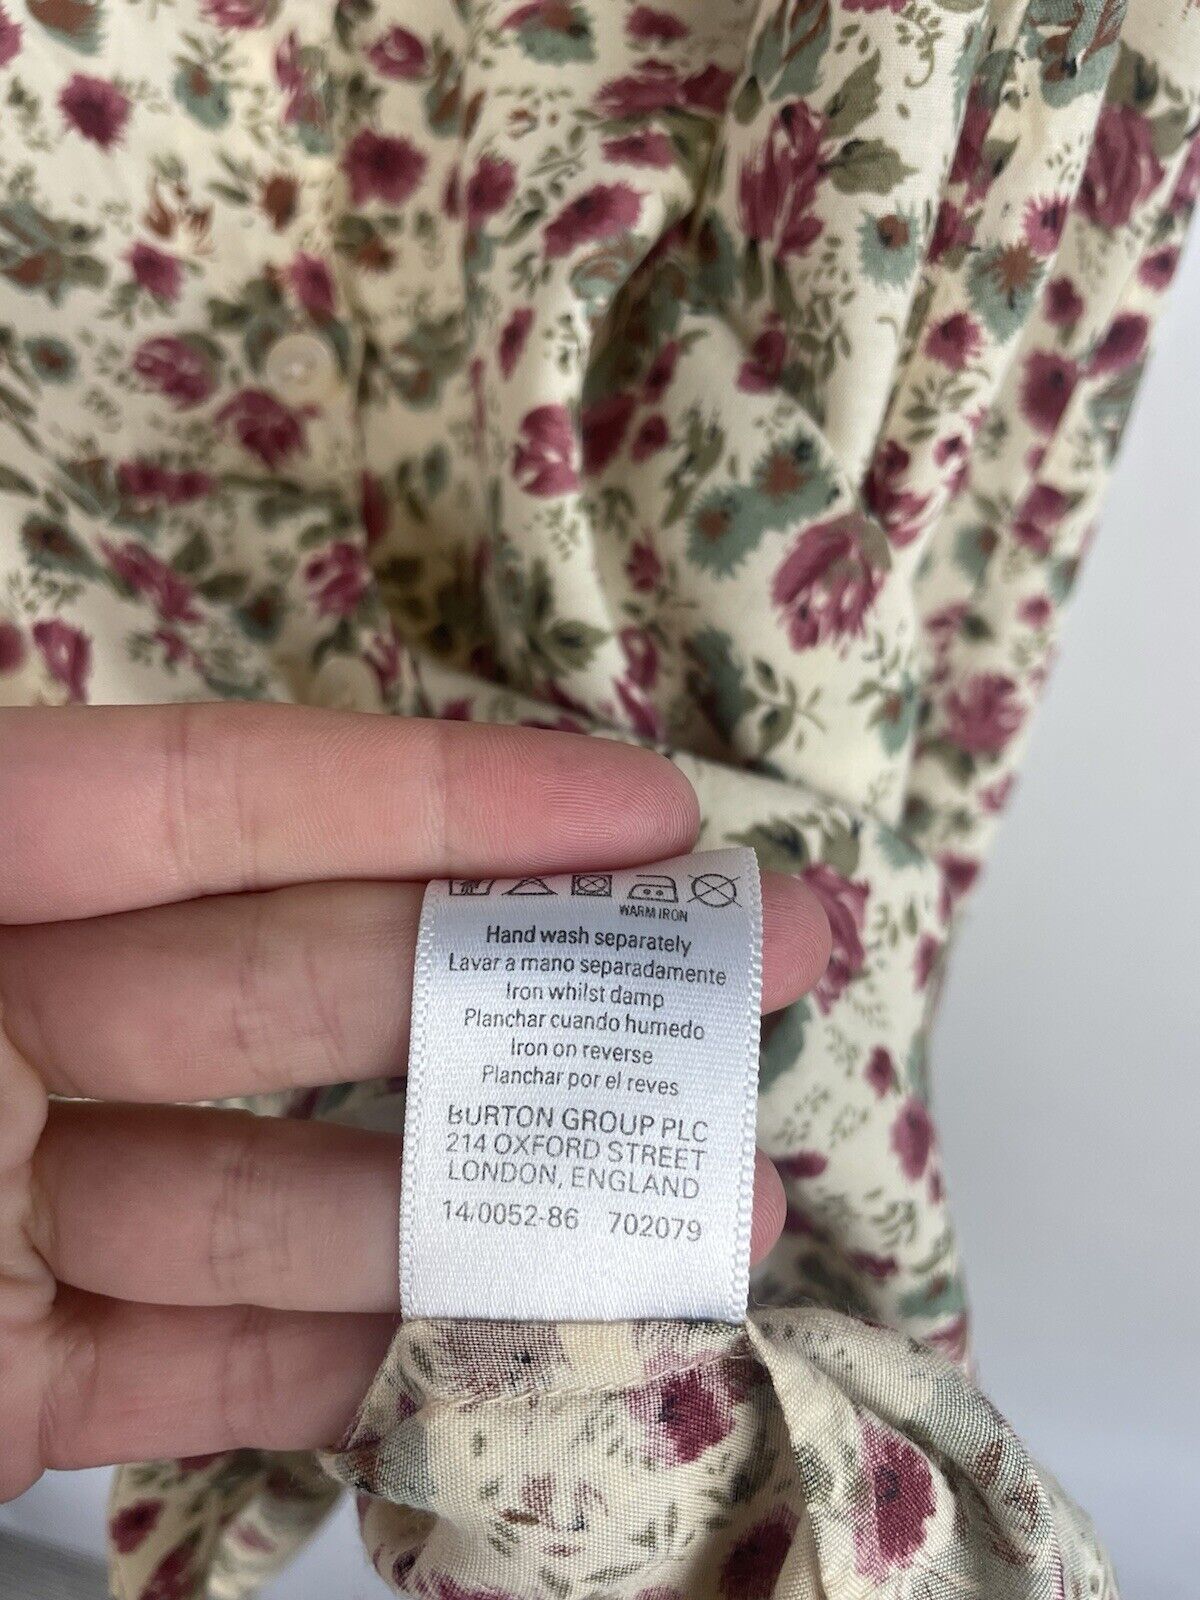 WARM IRON
Hand wash separately
Lavar a mano separadamente
Iron whilst damp
Planchar cuando humedo
Iron on reverse
Planchar por el reves
BURTON GROUP PLC
214 OXFORD STREET
LONDON, ENGLAND
14/0052-86 702079